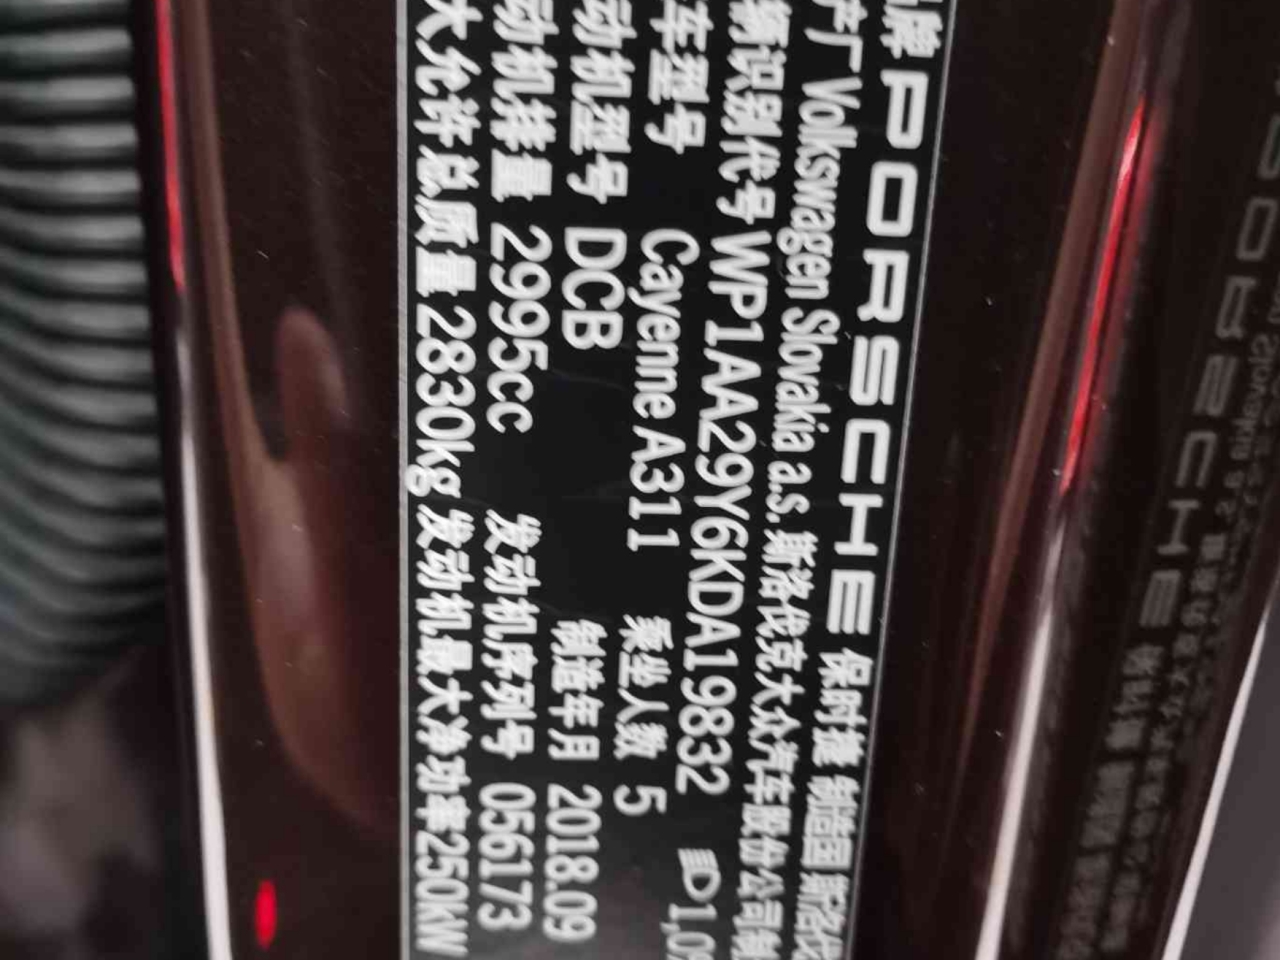 牌 PORSCHE 保时捷 制造国 斯洛伐
产厂 Volkswagen Slovakia a.s. 斯洛伐克大众汽车股份公司制
辆识别代号 WP1AA29Y6KDA19832 1,0%
车型号 Cayenne A311 乘坐人数 5
动机型号 DCB 制造年月 2018.09
动机排量 2995cc 发动机序列号 056173
大允许总质量 2830kg 发动机最大净功率250kW